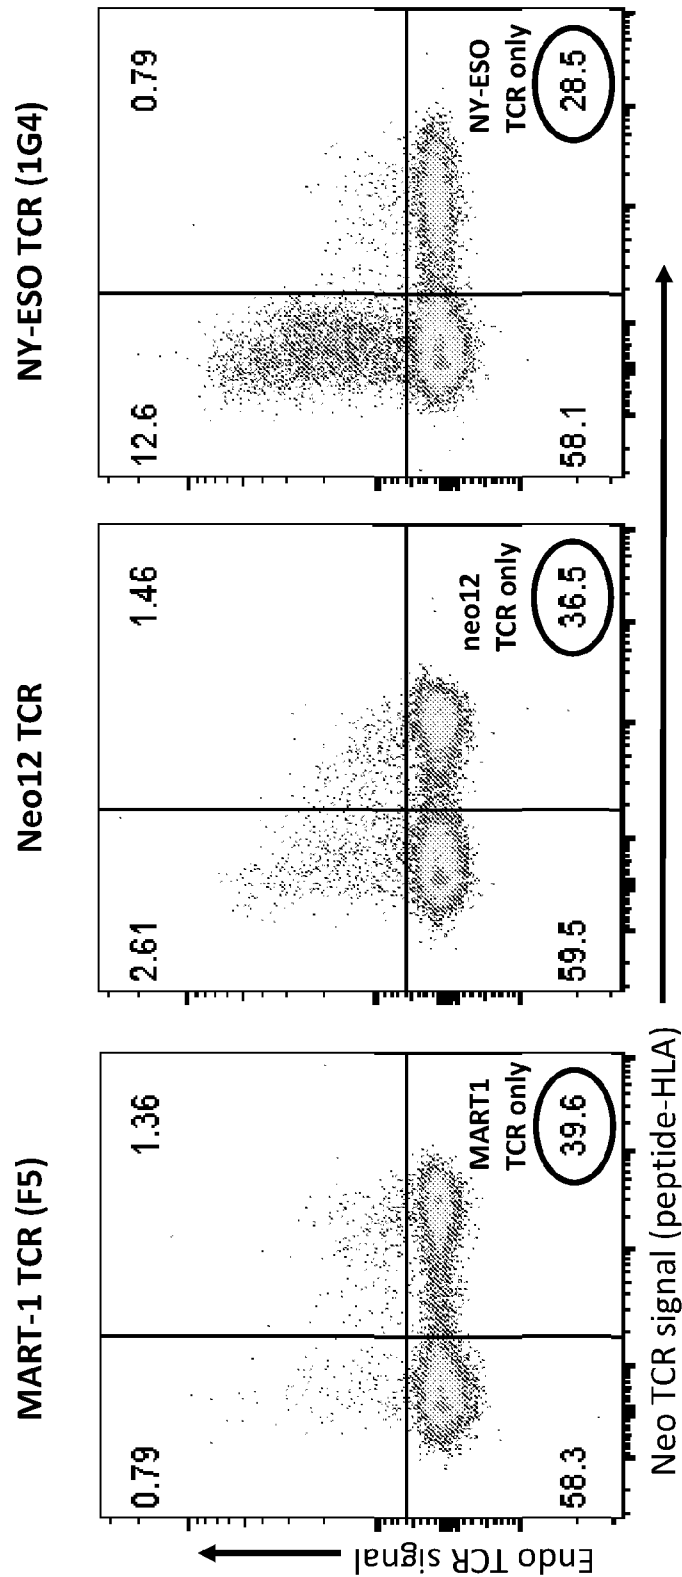 MART-1 TCR (F5)
0.79
1.36
58.3
MART1
TCR only
39.6
Neo12 TCR
2.61
1.46
59.5
neo12
TCR only
36.5
NY-ESO TCR (1G4)
12.6
0.79
58.1
NY-ESO
TCR only
28.5
Endo TCR signal
Neo TCR signal (peptide-HLA)